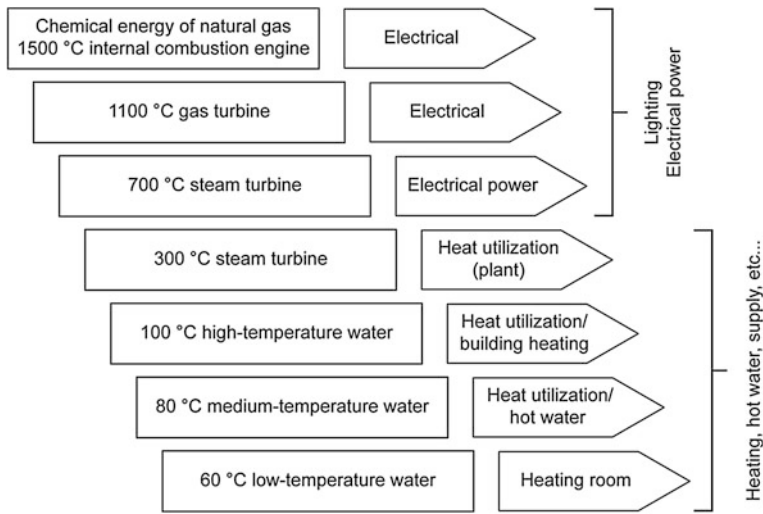 Chemical energy of natural gas
1500 °C internal combustion engine
Electrical
1100 °C gas turbine
Electrical
700 °C steam turbine
Electrical power
Lighting
Electrical power
300 °C steam turbine
Heat utilization
(plant)
100 °C high-temperature water
Heat utilization/
building heating
80 °C medium-temperature water
Heat utilization/
hot water
60 °C low-temperature water
Heating room
Heating, hot water, supply, etc...